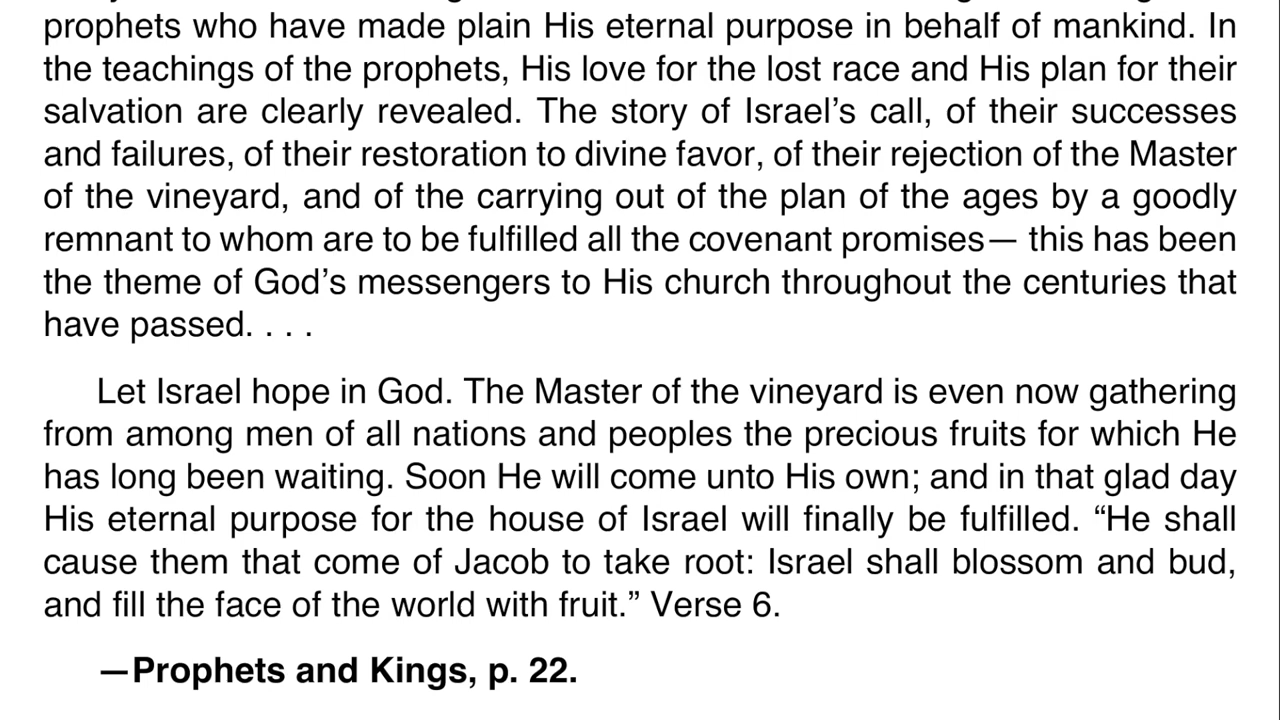 prophets who have made plain His eternal purpose in behalf of mankind. In
the teachings of the prophets, His love for the lost race and His plan for their
salvation are clearly revealed. The story of Israel’s call, of their successes
and failures, of their restoration to divine favor, of their rejection of the Master
of the vineyard, and of the carrying out of the plan of the ages by a goodly
remnant to whom are to be fulfilled all the covenant promises— this has been
the theme of God’s messengers to His church throughout the centuries that
have passed. . . .
Let Israel hope in God. The Master of the vineyard is even now gathering
from among men of all nations and peoples the precious fruits for which He
has long been waiting. Soon He will come unto His own; and in that glad day
His eternal purpose for the house of Israel will finally be fulfilled. “He shall
cause them that come of Jacob to take root: Israel shall blossom and bud,
and fill the face of the world with fruit.” Verse 6.
—Prophets and Kings, p. 22.